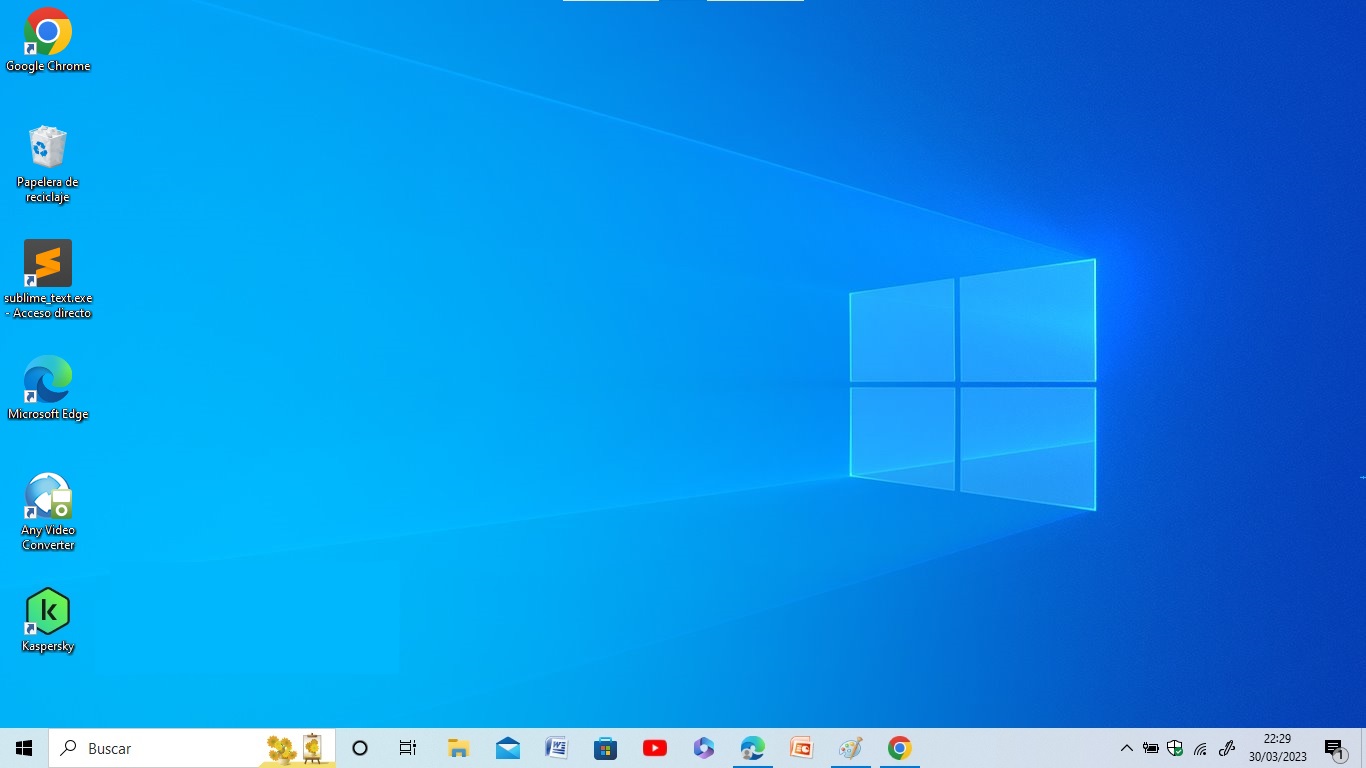 Google Chrome
Papelera de
reciclaje
sublime_text.exe
- Acceso directo
Microsoft Edge
Any Video
Converter
k
Kaspersky
Buscar
22:29
30/03/2023
1